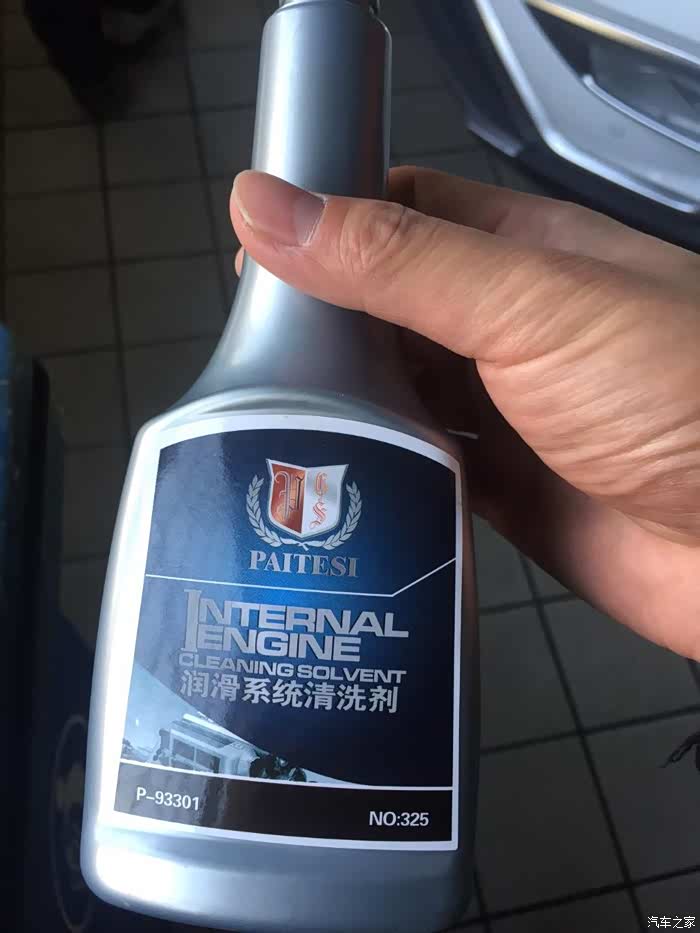 PAITESI
INTERNAL
ENGINE
CLEANING SOLVENT
润滑系统清洗剂
P-93301
NO:325
汽车之家